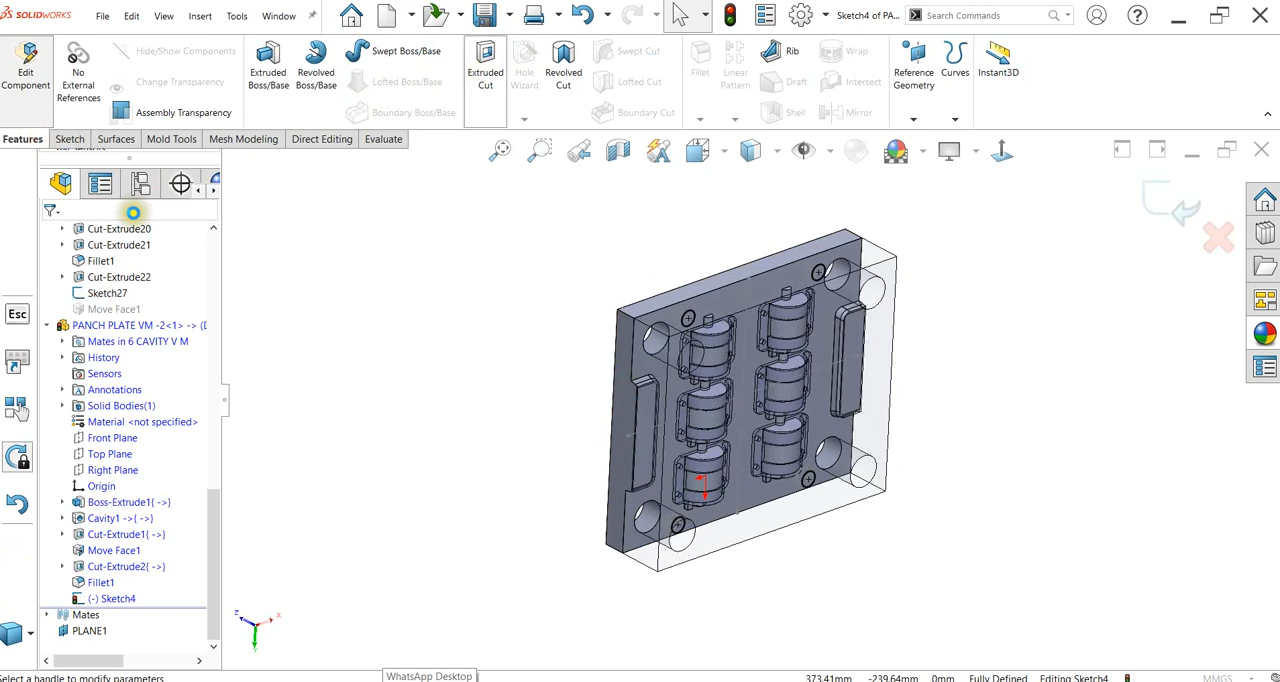 SOLIDWORKS File Edit View Insert Tools Window Sketch4 of PA... Search Commands
Edit Component
No External References
Hide/Show Components
Change Transparency
Assembly Transparency
Extruded Boss/Base
Revolved Boss/Base
Swept Boss/Base
Lofted Boss/Base
Boundary Boss/Base
Extruded Cut
Hole Wizard
Revolved Cut
Swept Cut
Lofted Cut
Boundary Cut
Fillet
Linear Pattern
Rib
Draft
Shell
Wrap
Intersect
Mirror
Reference Geometry
Curves
Instant3D
Features Sketch Surfaces Mold Tools Mesh Modeling Direct Editing Evaluate
Cut-Extrude20
Cut-Extrude21
Fillet1
Cut-Extrude22
Sketch27
Move Face1
PANCH PLATE VM -2<1> -> (D
Mates in 6 CAVITY V M
History
Sensors
Annotations
Solid Bodies(1)
Material <not specified>
Front Plane
Top Plane
Right Plane
Origin
Boss-Extrude1{ ->}
Cavity1 ->{ ->}
Cut-Extrude1{ ->}
Move Face1
Cut-Extrude2{ ->}
Fillet1
(-) Sketch4
Mates
PLANE1
Esc
z x y
WhatsApp Desktop
Select a handle to modify parameters 373.41mm -239.64mm 0mm Fully Defined Editing Sketch4 MMGS